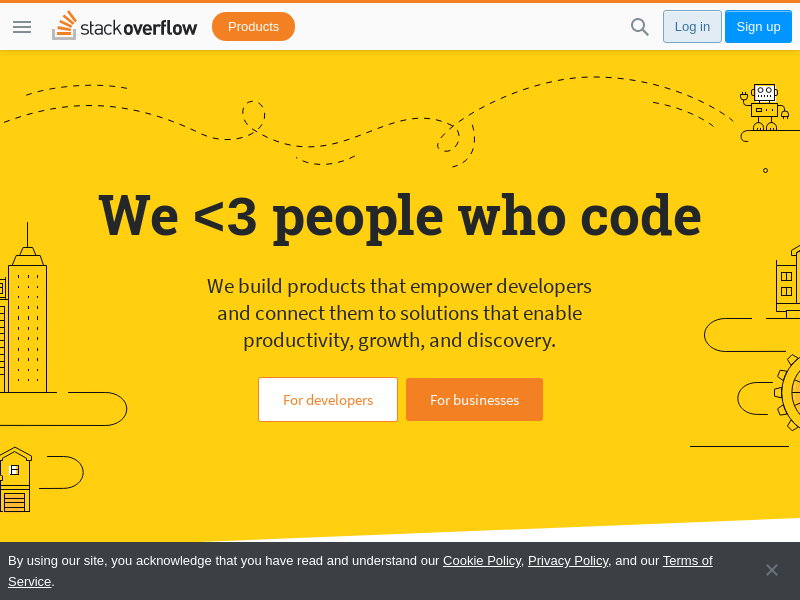 stackoverflow
Products
Log in
Sign up
We <3 people who code
We build products that empower developers
and connect them to solutions that enable
productivity, growth, and discovery.
For developers
For businesses
By using our site, you acknowledge that you have read and understand our Cookie Policy, Privacy Policy, and our Terms of
Service.